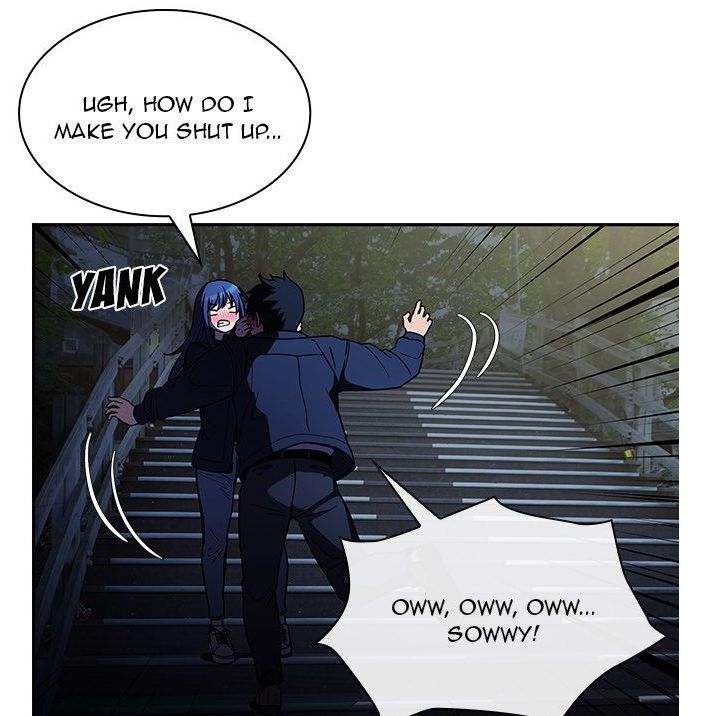 UGH, HOW DO I
MAKE YOU SHUT UP...
YANK
OWW, OWW, OWW...
SOWWY!